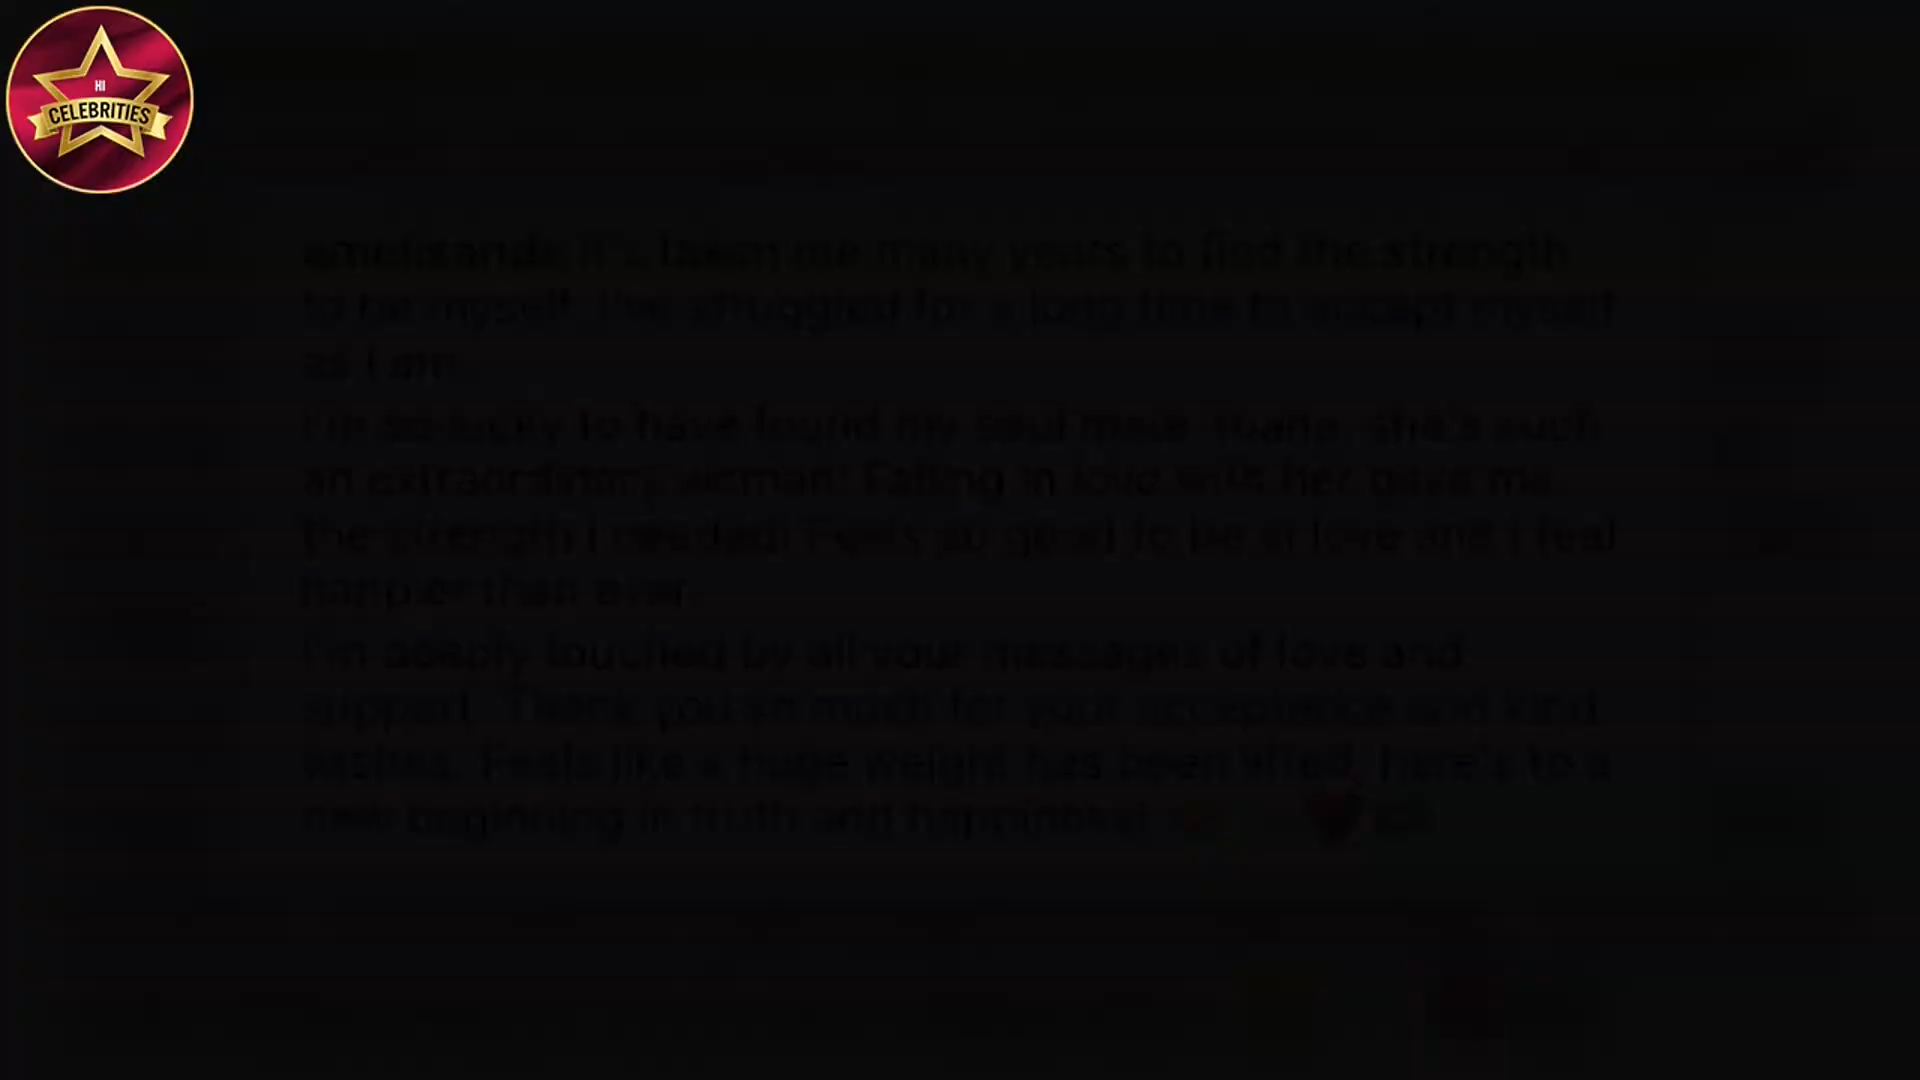 HI
CELEBRITIES
emelisande It's taken me many years to find the strength
to be myself. I've struggled for a long time to accept myself
as I am.
I'm so lucky to have found my soul mate, she's such
an extraordinary woman! Falling in love with her gave me
the strength I needed! Feels so good to be in love and I feel
happier than ever.
I'm deeply touched by all your messages of love and
support. Thank you so much for your acceptance and kind
wishes. Feels like a huge weight has been lifted, here's to a
new beginning in truth and happiness!